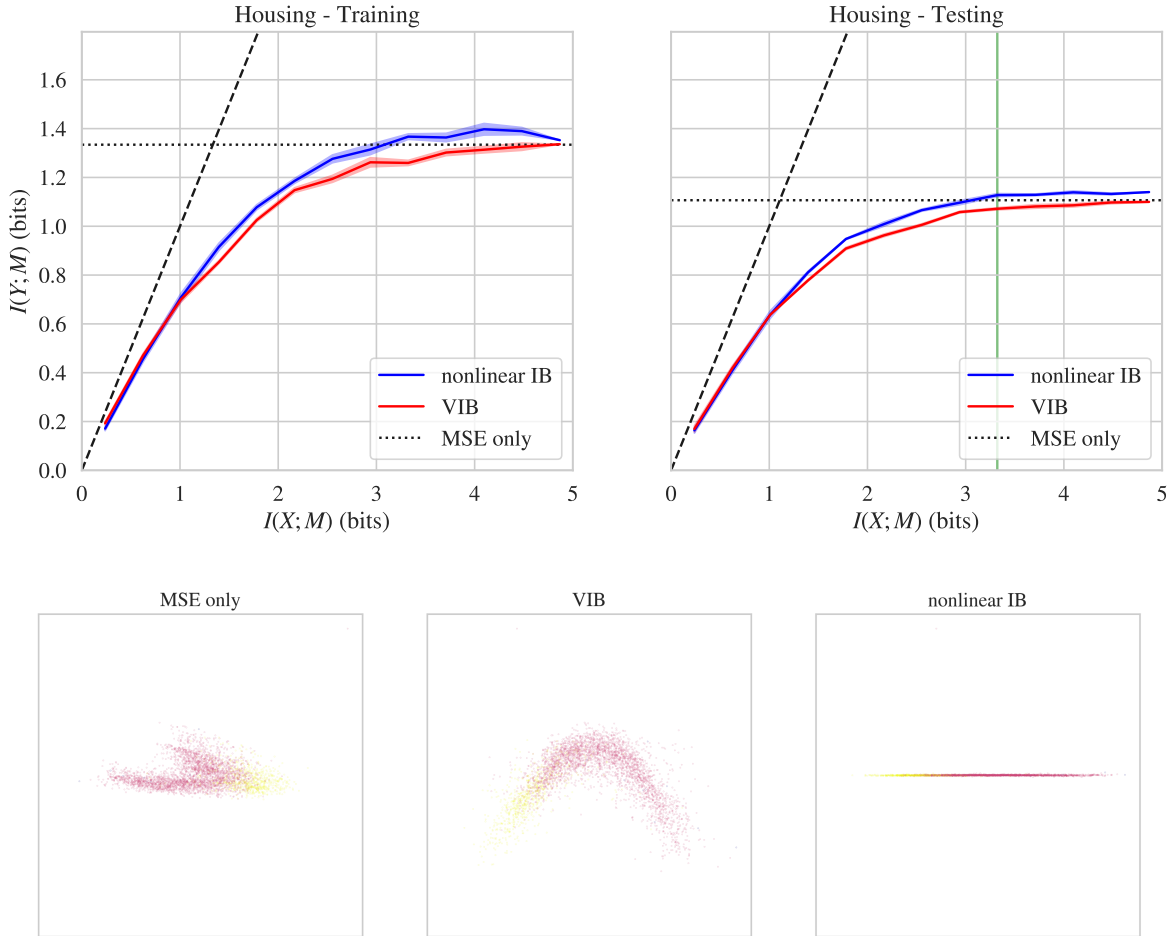 Housing - Training
Housing - Testing
I(Y;M) (bits)
1.6
1.4
1.2
1.0
0.8
0.6
0.4
0.2
0.0
nonlinear IB
VIB
MSE only
nonlinear IB
VIB
MSE only
0 1 2 3 4 5
0 1 2 3 4 5
I(X;M) (bits)
I(X;M) (bits)
MSE only
VIB
nonlinear IB